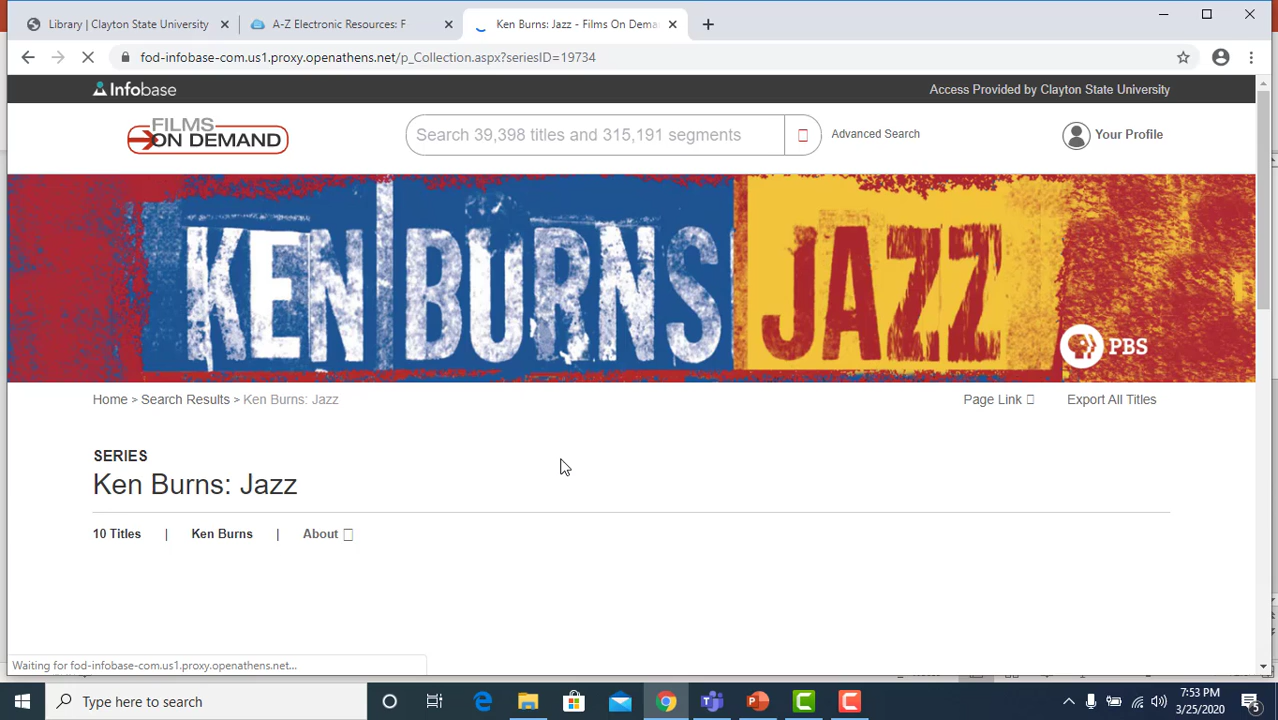 Library | Clayton State University
A-Z Electronic Resources: F
Ken Burns: Jazz - Films On Dema
fod-infobase-com.us1.proxy.openathens.net/p_Collection.aspx?seriesID=19734
Infobase
Access Provided by Clayton State University
FILMS ON DEMAND
Search 39,398 titles and 315,191 segments
Advanced Search
Your Profile
KEN BURNS JAZZ
PBS
Home > Search Results > Ken Burns: Jazz
Page Link
Export All Titles
SERIES
Ken Burns: Jazz
10 Titles | Ken Burns | About
Waiting for fod-infobase-com.us1.proxy.openathens.net...
Type here to search
7:53 PM
3/25/2020
5